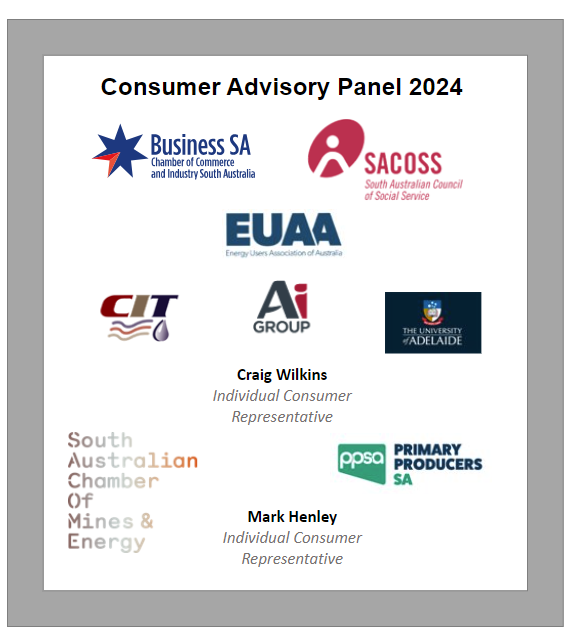 Consumer Advisory Panel 2024
Business SA
Chamber of Commerce
and Industry South Australia
SACOSS
South Australian Council
of Social Service
EUAA
Energy Users Association of Australia
CIT
Ai
GROUP
THE UNIVERSITY
of ADELAIDE
Craig Wilkins
Individual Consumer
Representative
South
Australian
Chamber
Of
Mines &
Energy
ppsa
PRIMARY
PRODUCERS
SA
Mark Henley
Individual Consumer
Representative